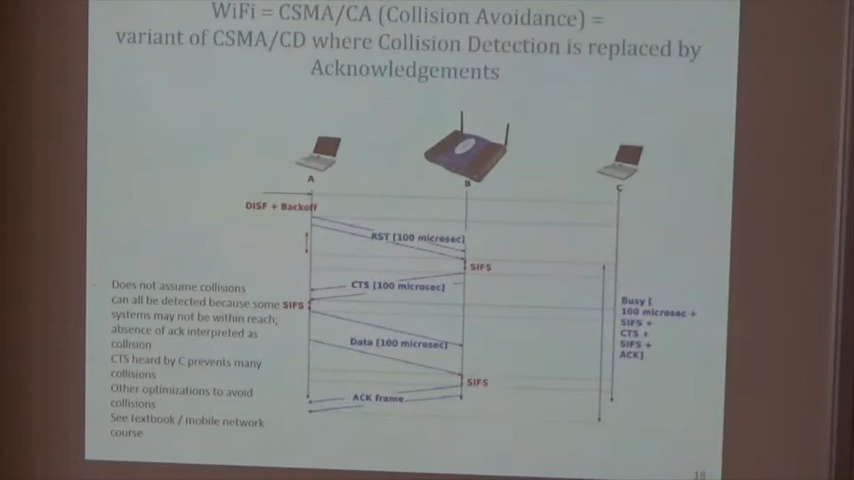 WiFi = CSMA/CA (Collision Avoidance) =
variant of CSMA/CD where Collision Detection is replaced by
Acknowledgements
A
B
C
DISF + Backoff
RST [100 microsec]
SIFS
CTS [100 microsec]
SIFS
Data [100 microsec]
SIFS
ACK frame
Busy [
100 microsec +
SIFS +
CTS +
SIFS +
ACK]
Does not assume collisions
can all be detected because some
systems may not be within reach;
absence of ack interpreted as
collision
CTS heard by C prevents many
collisions
Other optimizations to avoid
collisions
See textbook / mobile network
course
18